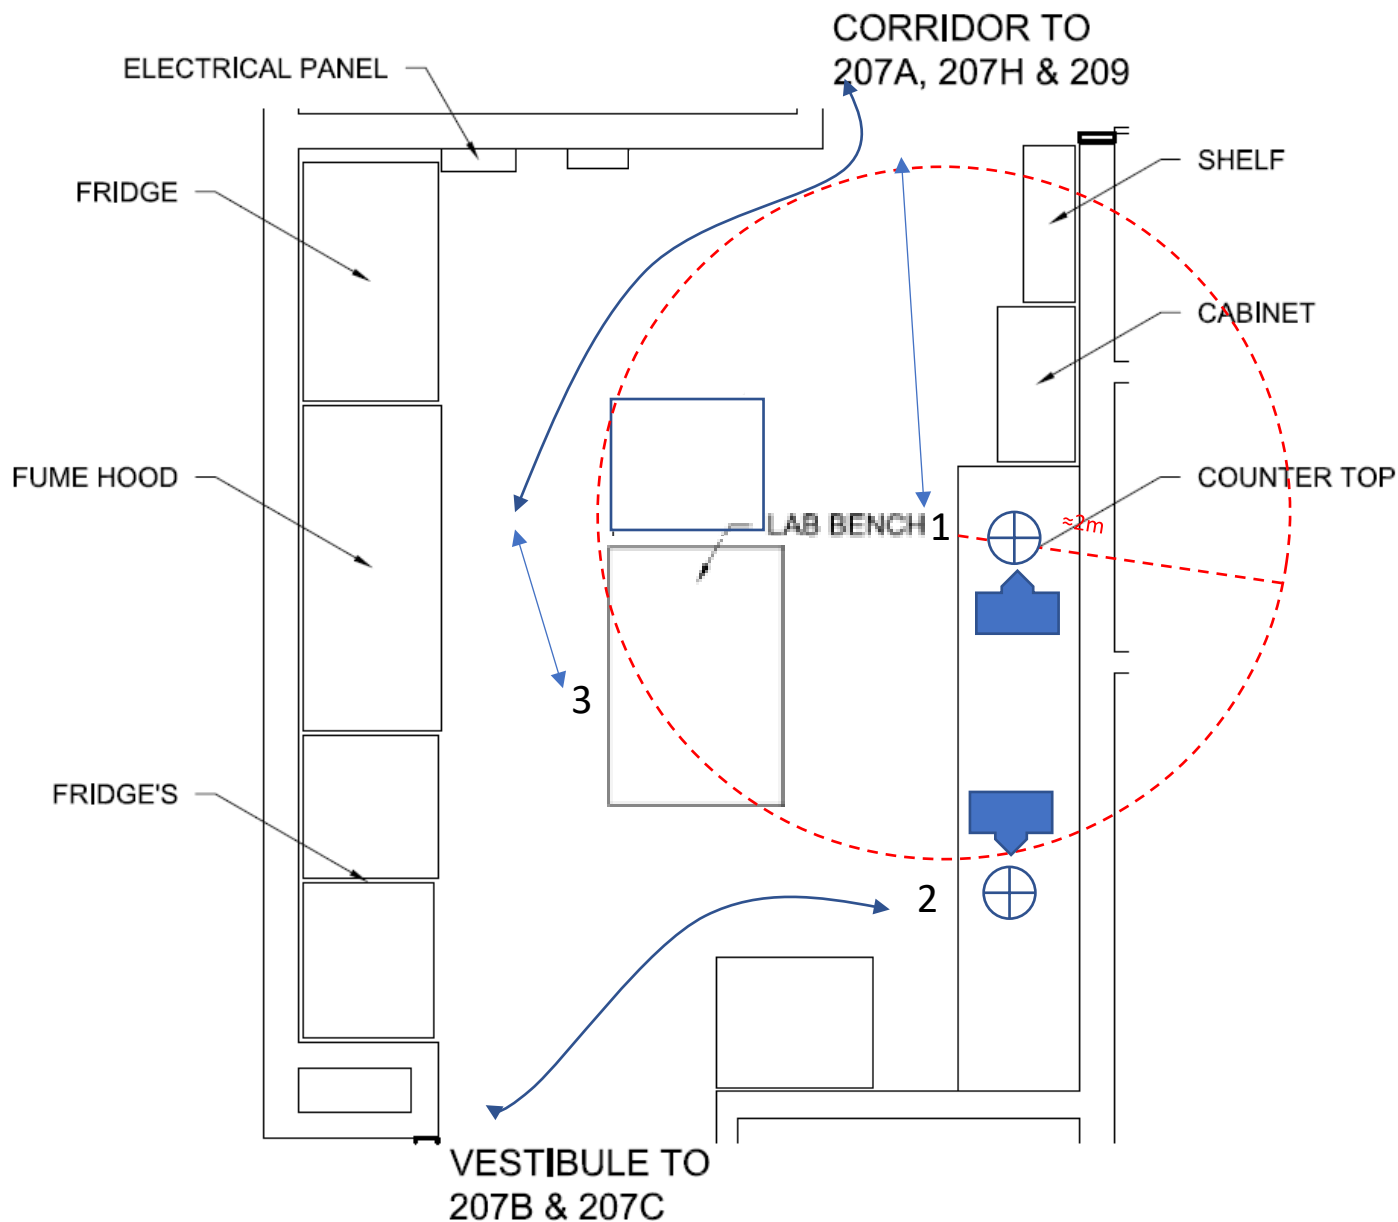 CORRIDOR TO
207A, 207H & 209
ELECTRICAL PANEL
SHELF
FRIDGE
CABINET
FUME HOOD
COUNTER TOP
LAB BENCH
1
≈2m
3
FRIDGE'S
2
VESTIBULE TO
207B & 207C